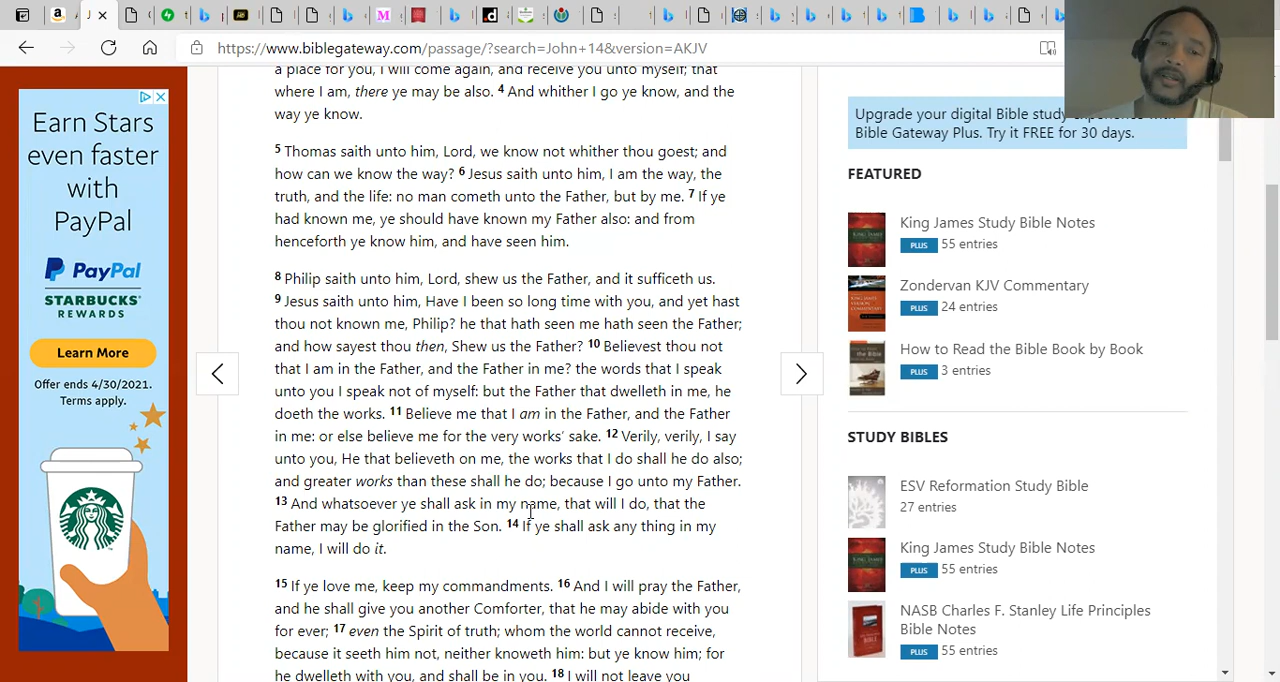 https://www.biblegateway.com/passage/?search=John+14&version=AKJV
Earn Stars
even faster
with
PayPal
PayPal
STARBUCKS®
REWARDS
Learn More
Offer ends 4/30/2021.
Terms apply.
a place for you, I will come again, and receive you unto myself; that
where I am, there ye may be also. 4 And whither I go ye know, and the
way ye know.
5 Thomas saith unto him, Lord, we know not whither thou goest; and
how can we know the way? 6 Jesus saith unto him, I am the way, the
truth, and the life: no man cometh unto the Father, but by me. 7 If ye
had known me, ye should have known my Father also: and from
henceforth ye know him, and have seen him.
8 Philip saith unto him, Lord, shew us the Father, and it sufficeth us.
9 Jesus saith unto him, Have I been so long time with you, and yet hast
thou not known me, Philip? he that hath seen me hath seen the Father;
and how sayest thou then, Shew us the Father? 10 Believest thou not
that I am in the Father, and the Father in me? the words that I speak
unto you I speak not of myself: but the Father that dwelleth in me, he
doeth the works. 11 Believe me that I am in the Father, and the Father
in me: or else believe me for the very works’ sake. 12 Verily, verily, I say
unto you, He that believeth on me, the works that I do shall he do also;
and greater works than these shall he do; because I go unto my Father.
13 And whatsoever ye shall ask in my name, that will I do, that the
Father may be glorified in the Son. 14 If ye shall ask any thing in my
name, I will do it.
15 If ye love me, keep my commandments. 16 And I will pray the Father,
and he shall give you another Comforter, that he may abide with you
for ever; 17 even the Spirit of truth; whom the world cannot receive,
because it seeth him not neither knoweth him: but ye know him; for
he dwelleth with you, and shall be in you. 18 I will not leave you
Upgrade your digital Bible study experience with
Bible Gateway Plus. Try it FREE for 30 days.
FEATURED
King James Study Bible Notes
PLUS 55 entries
Zondervan KJV Commentary
PLUS 24 entries
How to Read the Bible Book by Book
PLUS 3 entries
STUDY BIBLES
ESV Reformation Study Bible
27 entries
King James Study Bible Notes
PLUS 55 entries
NASB Charles F. Stanley Life Principles
Bible Notes
PLUS 55 entries